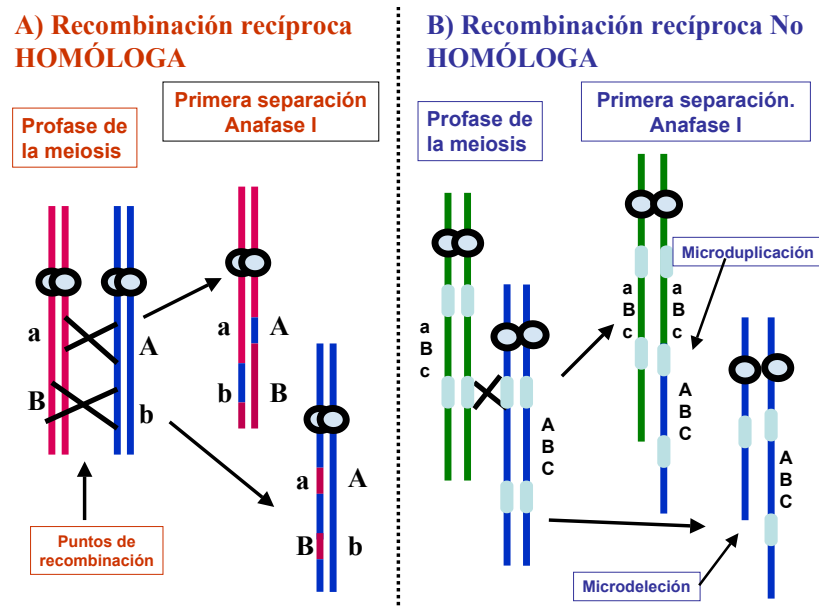 A) Recombinación recíproca
HOMÓLOGA
Profase de
la meiosis
Primera separación
Anafase I
a
B
A
b
a
b
A
B
a
B
A
b
Puntos de
recombinación
B) Recombinación recíproca No
HOMÓLOGA
Profase de
la meiosis
Primera separación.
Anafase I
a
B
c
A
B
C
a
B
c
a
B
c
Microduplicación
A
B
C
A
B
C
Microdeleción